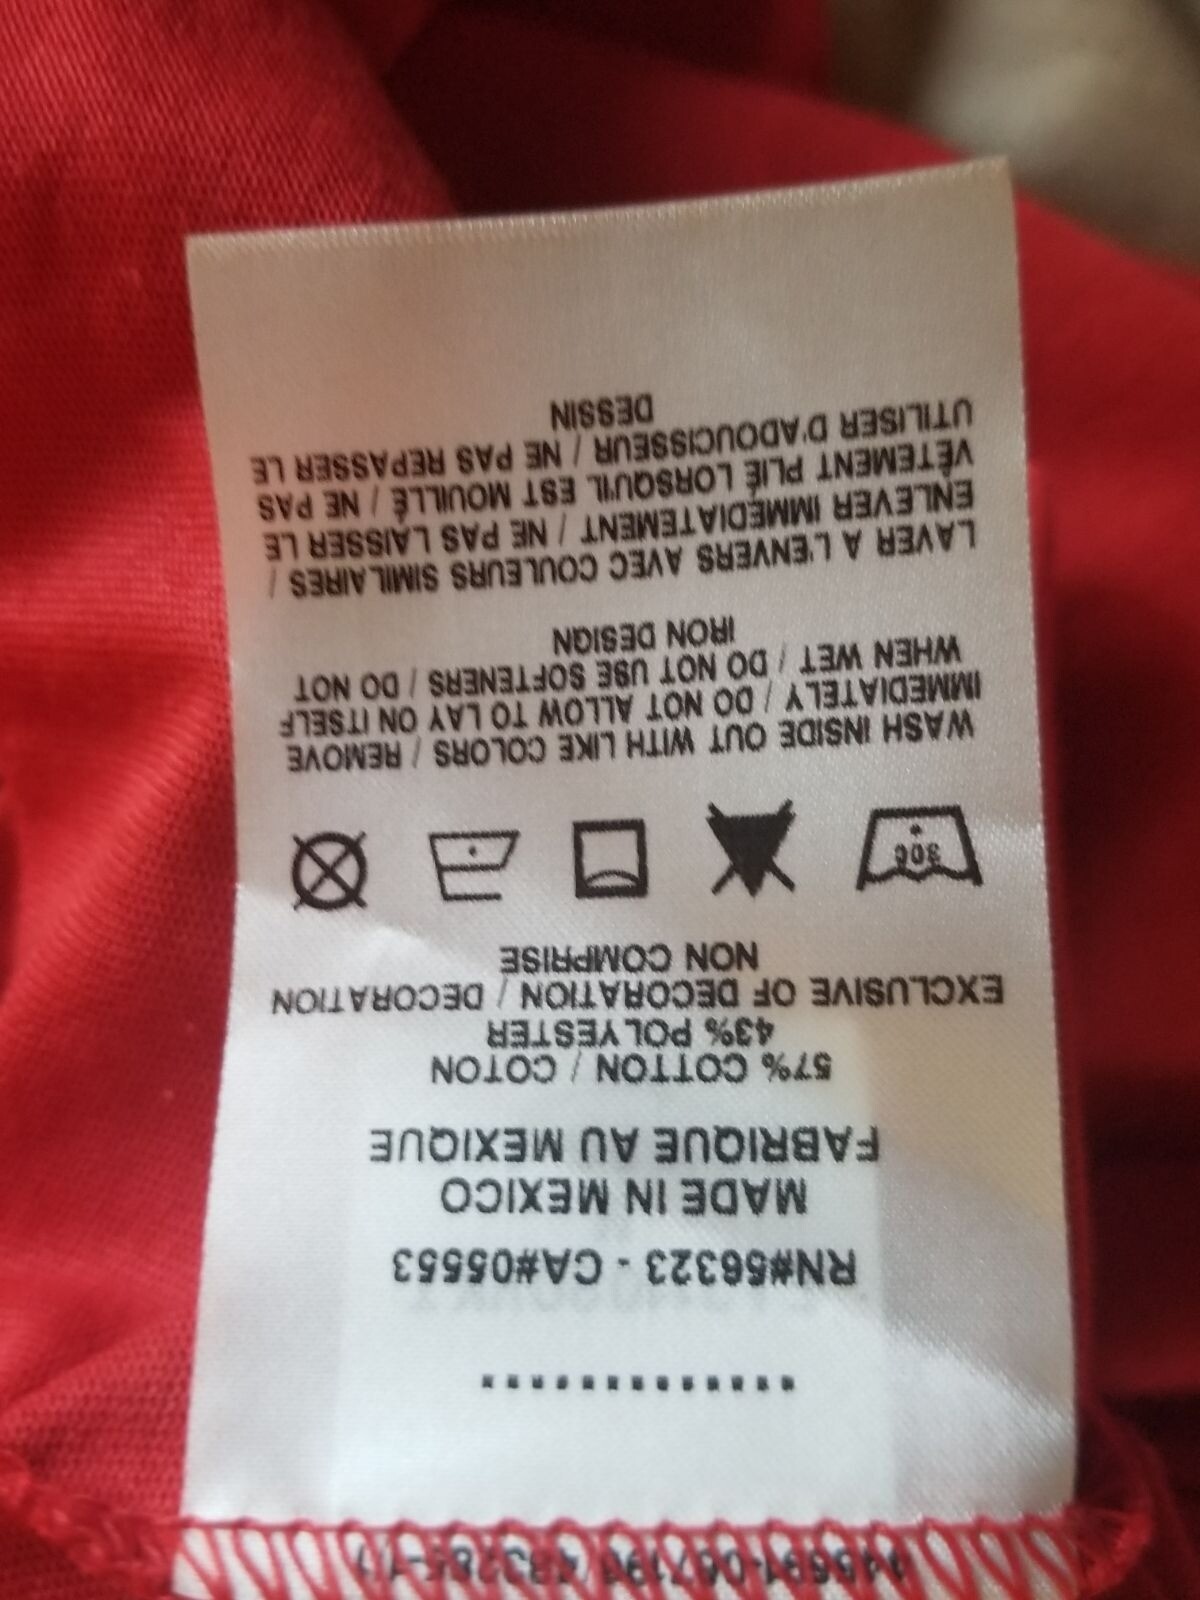 RN#56323 - CA#05553
MADE IN MEXICO
FABRIQUE AU MEXIQUE
57% COTTON / COTON
43% POLYESTER
EXCLUSIVE OF DECORATION / DECORATION
NON COMPRISE
30C
WASH INSIDE OUT WITH LIKE COLORS / REMOVE
IMMEDIATELY / DO NOT ALLOW TO LAY ON ITSELF
WHEN WET / DO NOT USE SOFTENERS / DO NOT
IRON DESIGN
LAVER A L'ENVERS AVEC COULEURS SIMILAIRES /
ENLEVER IMMÉDIATEMENT / NE PAS LAISSER LE
VÊTEMENT PLIÉ LORSQU'IL EST MOUILLÉ / NE PAS
UTILISER D'ADOUCISSEUR / NE PAS REPASSER LE
DESSIN